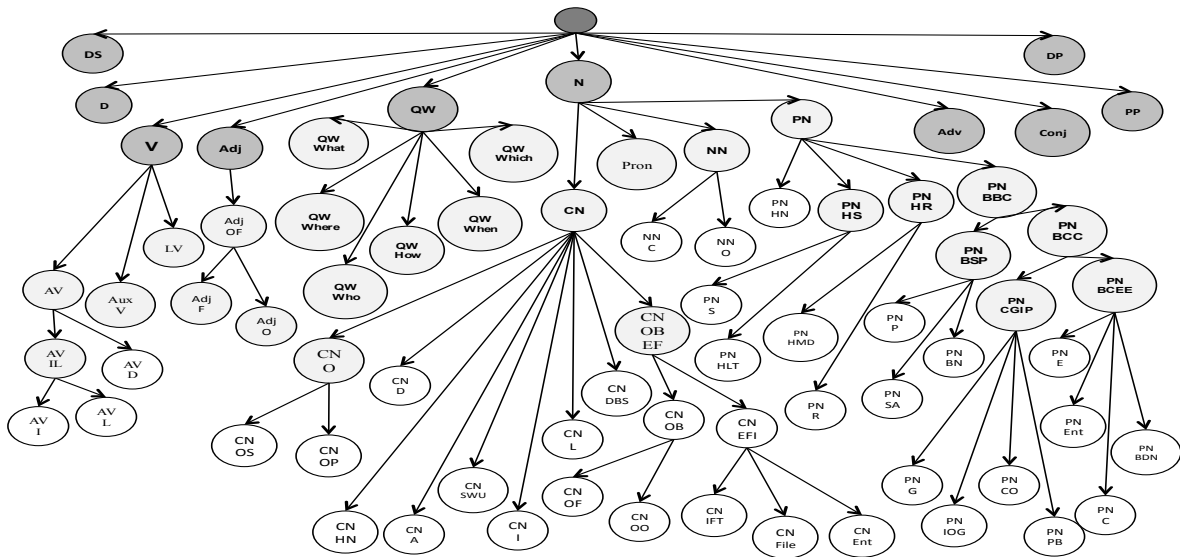 DS
DP
D
N
QW
PP
V
Adj
PN
Adv
Conj
QW
What
QW
Which
Pron
NN
PN
HN
PN
HS
PN
HR
PN
BBC
Adj
OF
LV
QW
Where
QW
When
QW
How
CN
NN
C
NN
O
PN
BSP
PN
BCC
AV
Aux
V
Adj
F
Adj
O
QW
Who
CN
OB
EF
PN
S
PN
HMD
PN
P
PN
BN
PN
CGIP
PN
BCEE
AV
IL
AV
D
CN
O
CN
D
CN
DBS
PN
HLT
PN
R
PN
SA
PN
E
AV
I
AV
L
CN
OS
CN
OP
CN
L
CN
OB
CN
EFI
PN
Ent
PN
BDN
CN
SWU
CN
OF
CN
OO
PN
G
PN
CO
PN
C
CN
HN
CN
A
CN
I
CN
IFT
CN
File
CN
Ent
PN
IOG
PN
PB